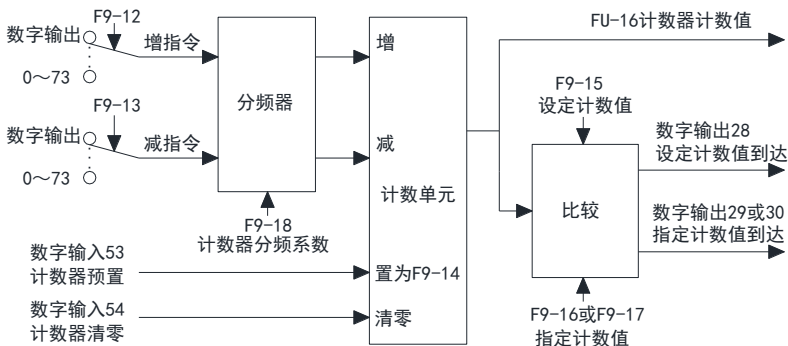 F9-12
数字输出
增指令
0～73
F9-13
数字输出
减指令
0～73
分频器
F9-18
计数器分频系数
数字输入53
计数器预置
数字输入54
计数器清零
增
减
计数单元
置为F9-14
清零
FU-16计数器计数值
F9-15
设定计数值
比较
数字输出28
设定计数值到达
数字输出29或30
指定计数值到达
F9-16或F9-17
指定计数值